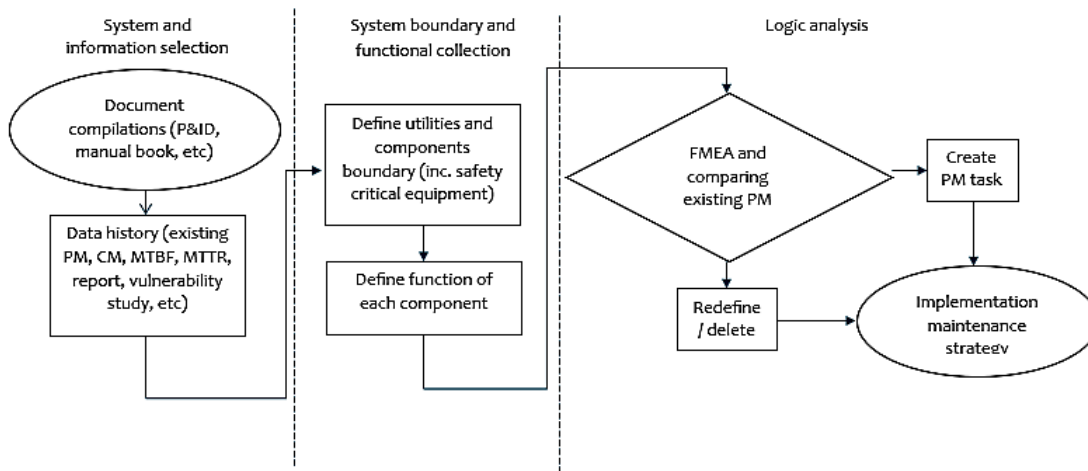 System and
information selection
Document
compilations (P&ID,
manual book, etc)
Data history (existing
PM, CM, MTBF, MTTR,
report, vulnerability
study, etc)
System boundary and
functional collection
Define utilities and
components
boundary (inc. safety
critical equipment)
Define function of
each component
Logic analysis
FMEA and
comparing
existing PM
Create
PM task
Redefine
/ delete
Implementation
maintenance
strategy